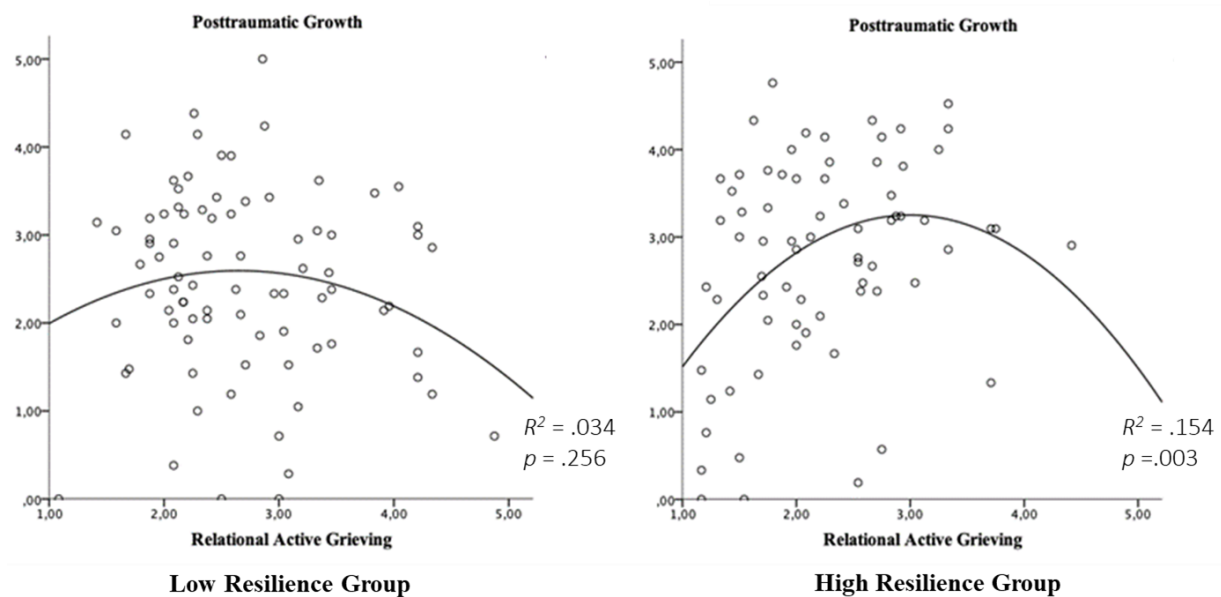 Posttraumatic Growth
5,00
4,00
3,00
2,00
1,00
,00
1,00 2,00 3,00 4,00 5,00
R² = .034
p = .256
Relational Active Grieving
Low Resilience Group
Posttraumatic Growth
5,00
4,00
3,00
2,00
1,00
,00
1,00 2,00 3,00 4,00 5,00
R² = .154
p =.003
Relational Active Grieving
High Resilience Group